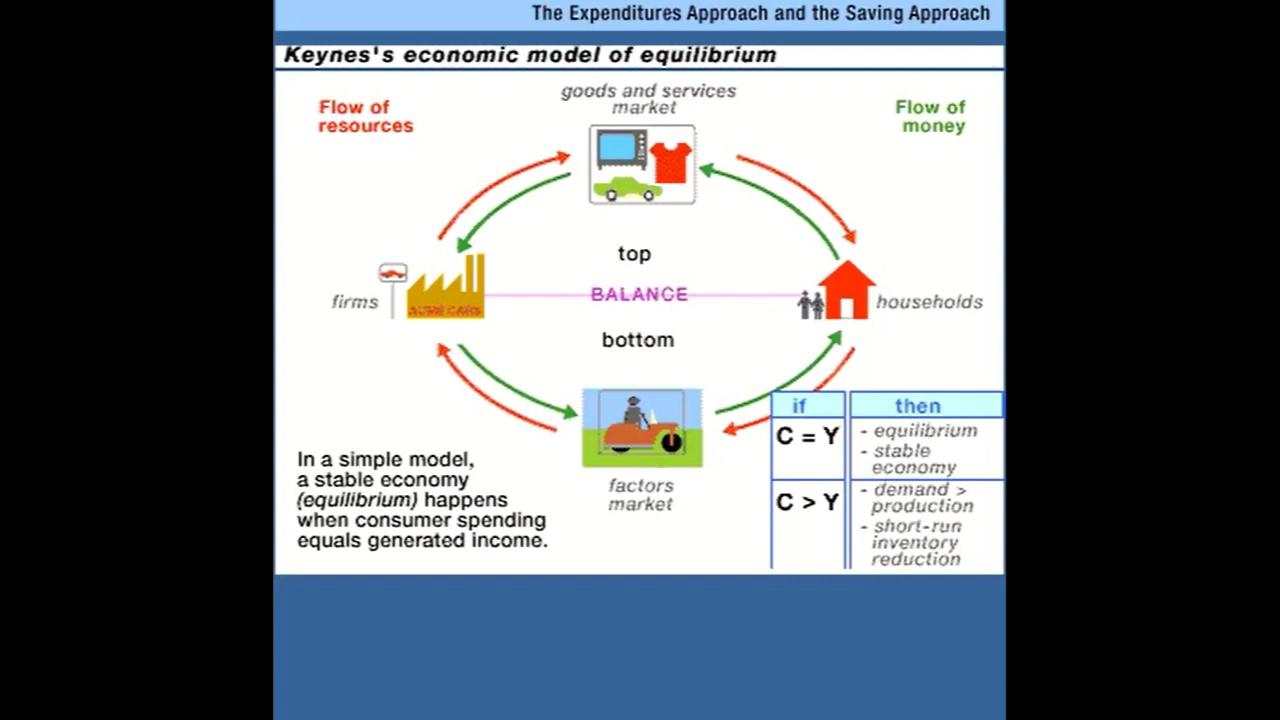 The Expenditures Approach and the Saving Approach
Keynes's economic model of equilibrium
Flow of
resources
goods and services
market
Flow of
money
top
BALANCE
bottom
firms
ACME CARS
households
factors
market
In a simple model,
a stable economy
(equilibrium) happens
when consumer spending
equals generated income.
if
then
C = Y
- equilibrium
- stable
economy
C > Y
- demand >
production
- short-run
inventory
reduction